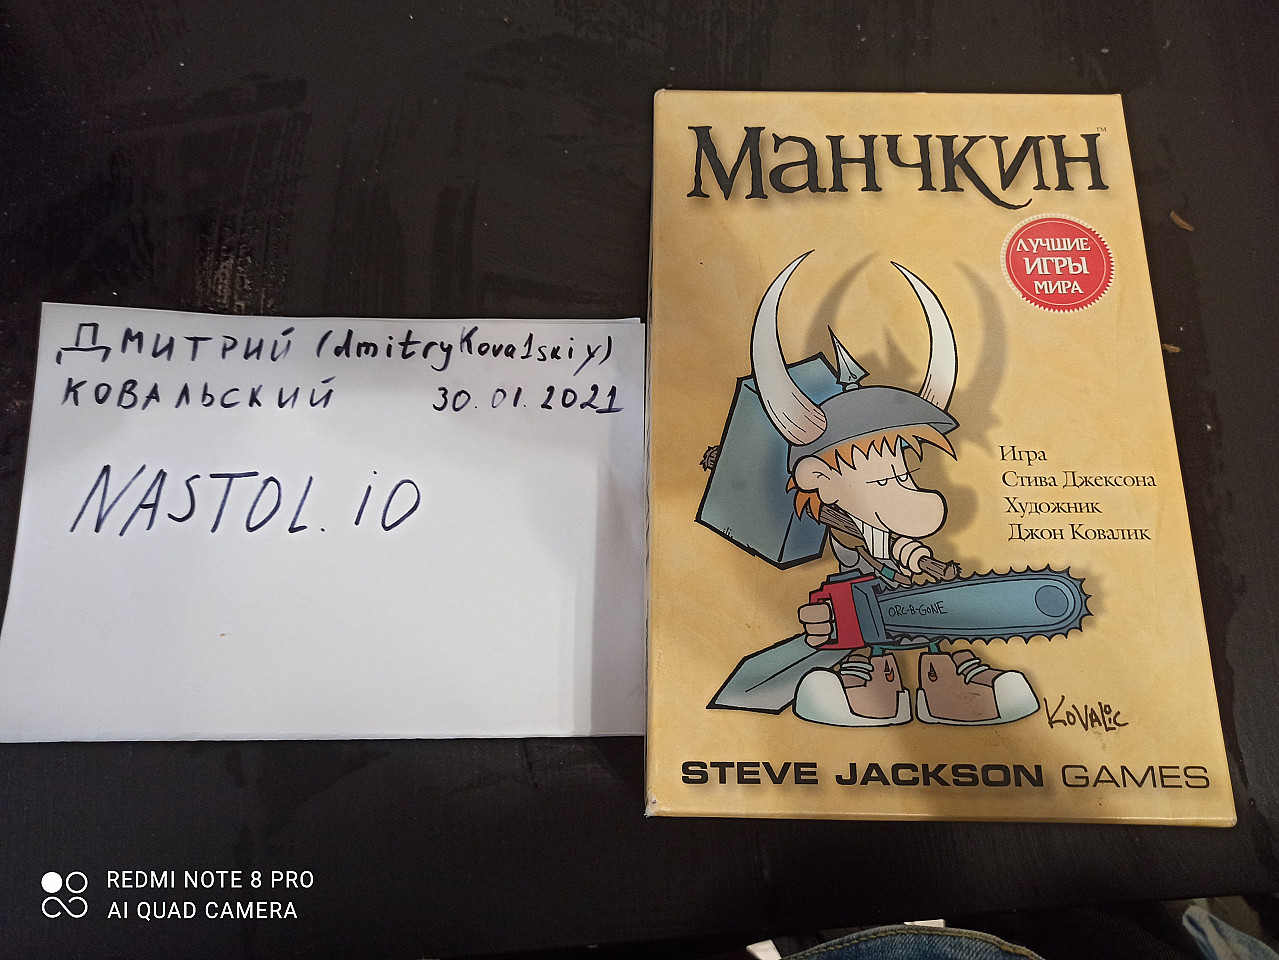 ДМИТРИЙ (dmitryKova1skiy)
КОВАЛЬСКИЙ 30.01.2021
NASTOL.iO
Манчкин™
ЛУЧШИЕ
ИГРЫ
МИРА
Игра
Стива Джексона
Художник
Джон Ковалик
ORC-B-GONE
KOVALIC
STEVE JACKSON GAMES
REDMI NOTE 8 PRO
AI QUAD CAMERA